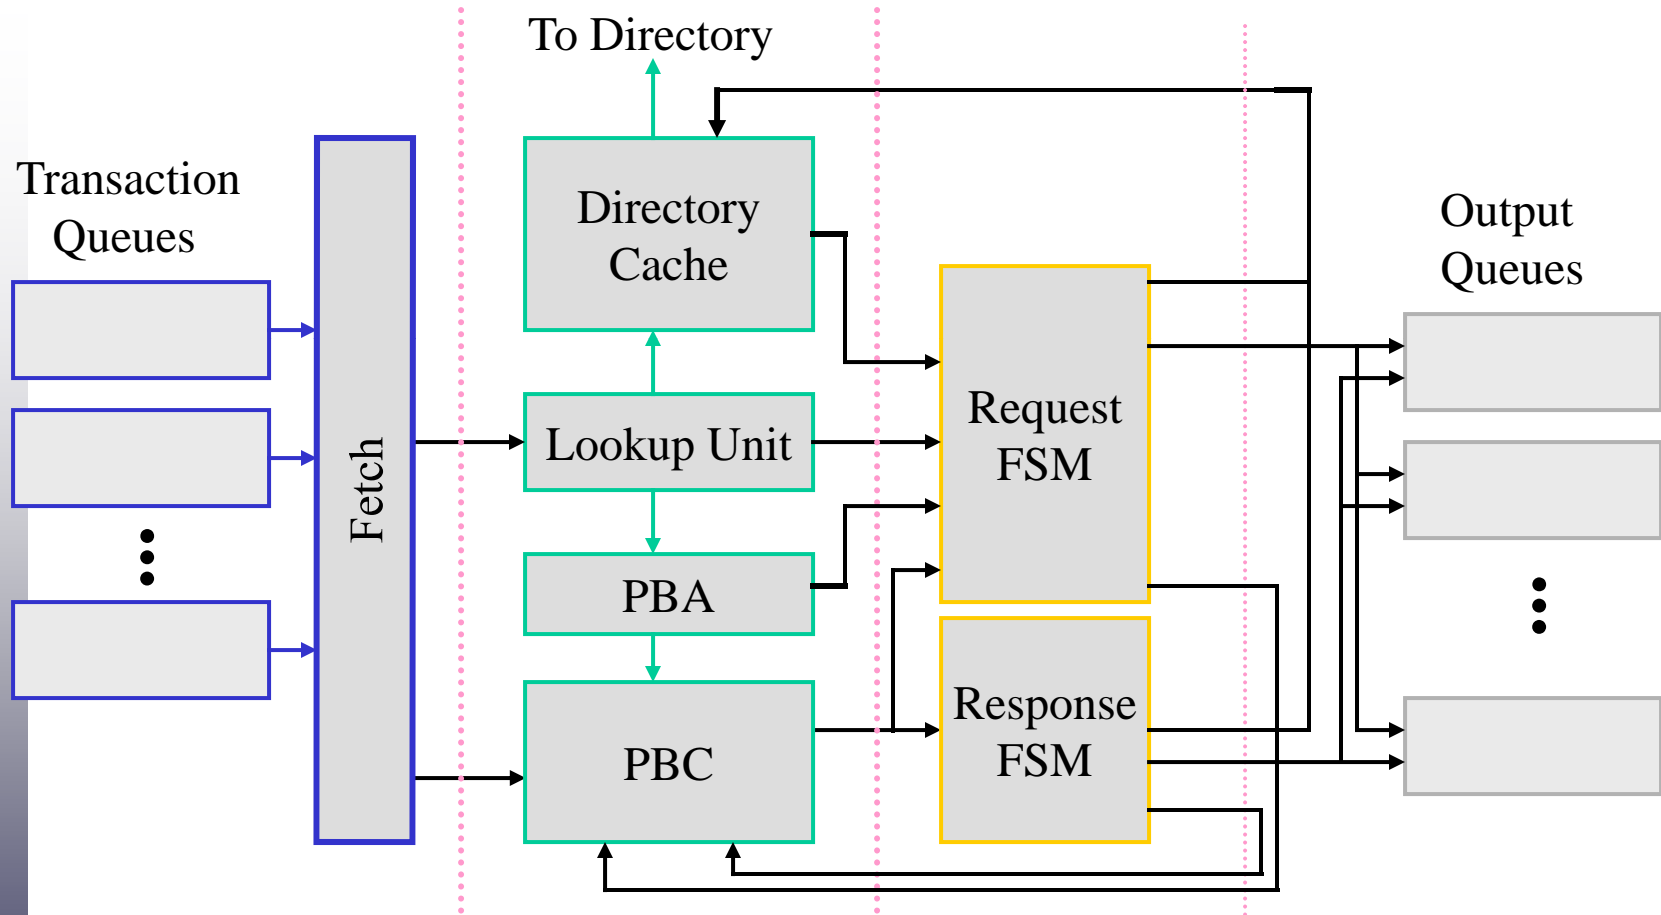 To Directory
Transaction
Queues
Fetch
Directory
Cache
Lookup Unit
PBA
PBC
Request
FSM
Response
FSM
Output
Queues